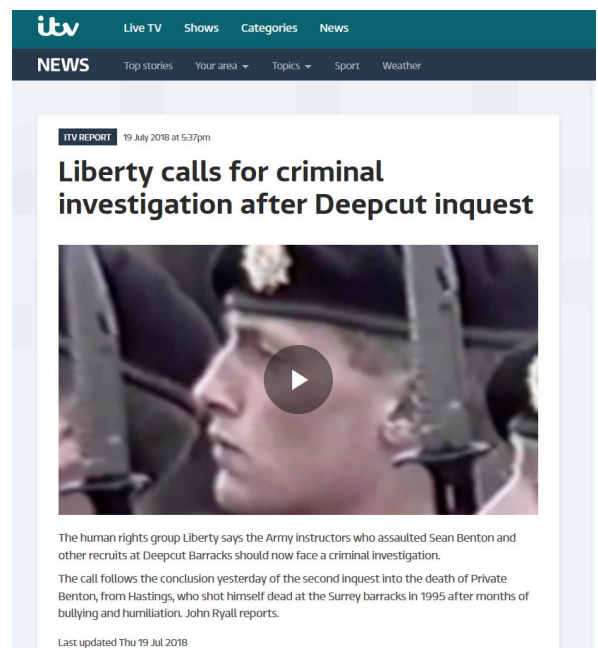 itv Live TV Shows Categories News
NEWS Top stories Your area Topics Sport Weather
ITV REPORT 19 July 2018 at 5:37pm
Liberty calls for criminal
investigation after Deepcut inquest
The human rights group Liberty says the Army instructors who assaulted Sean Benton and
other recruits at Deepcut Barracks should now face a criminal investigation.
The call follows the conclusion yesterday of the second inquest into the death of Private
Benton, from Hastings, who shot himself dead at the Surrey barracks in 1995 after months of
bullying and humiliation. John Ryall reports.
Last updated Thu 19 Jul 2018